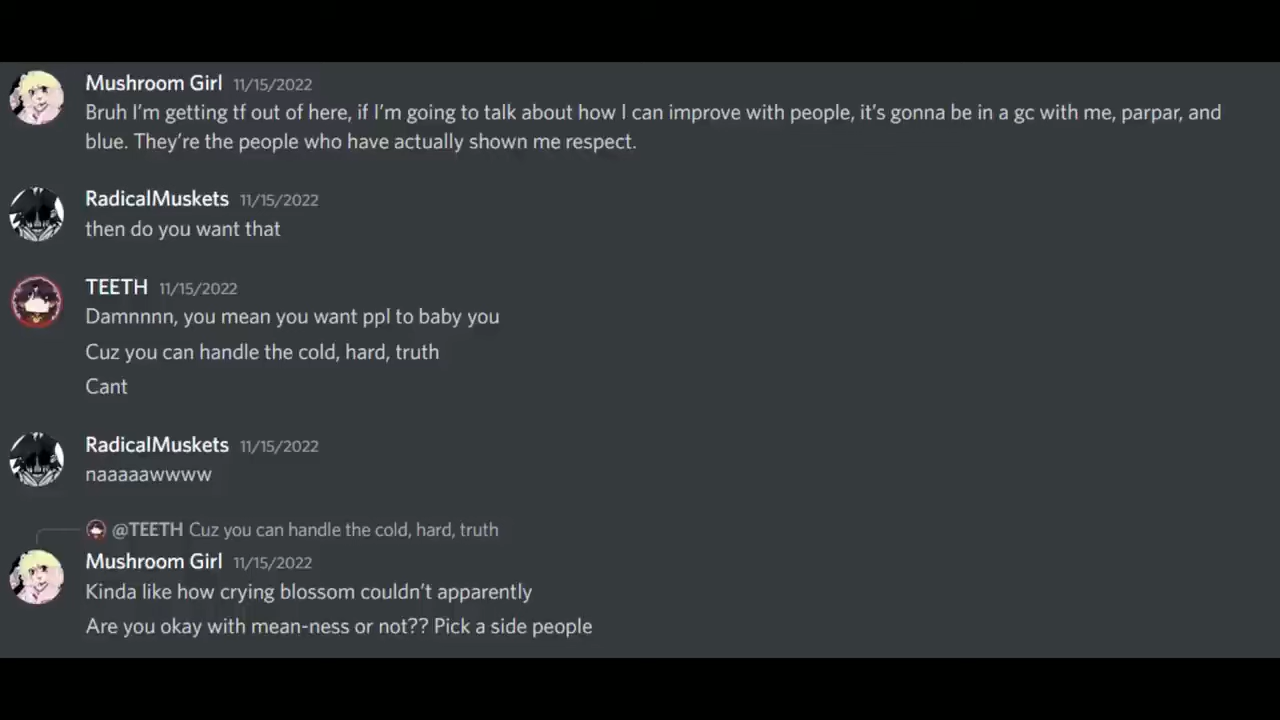 Mushroom Girl 11/15/2022
Bruh I'm getting tf out of here, if I'm going to talk about how I can improve with people, it's gonna be in a gc with me, parpar, and
blue. They're the people who have actually shown me respect.
RadicalMuskets 11/15/2022
then do you want that
TEETH 11/15/2022
Damnnnn, you mean you want ppl to baby you
Cuz you can handle the cold, hard, truth
Cant
RadicalMuskets 11/15/2022
naaaaawwww
@TEETH Cuz you can handle the cold, hard, truth
Mushroom Girl 11/15/2022
Kinda like how crying blossom couldn't apparently
Are you okay with mean-ness or not?? Pick a side people